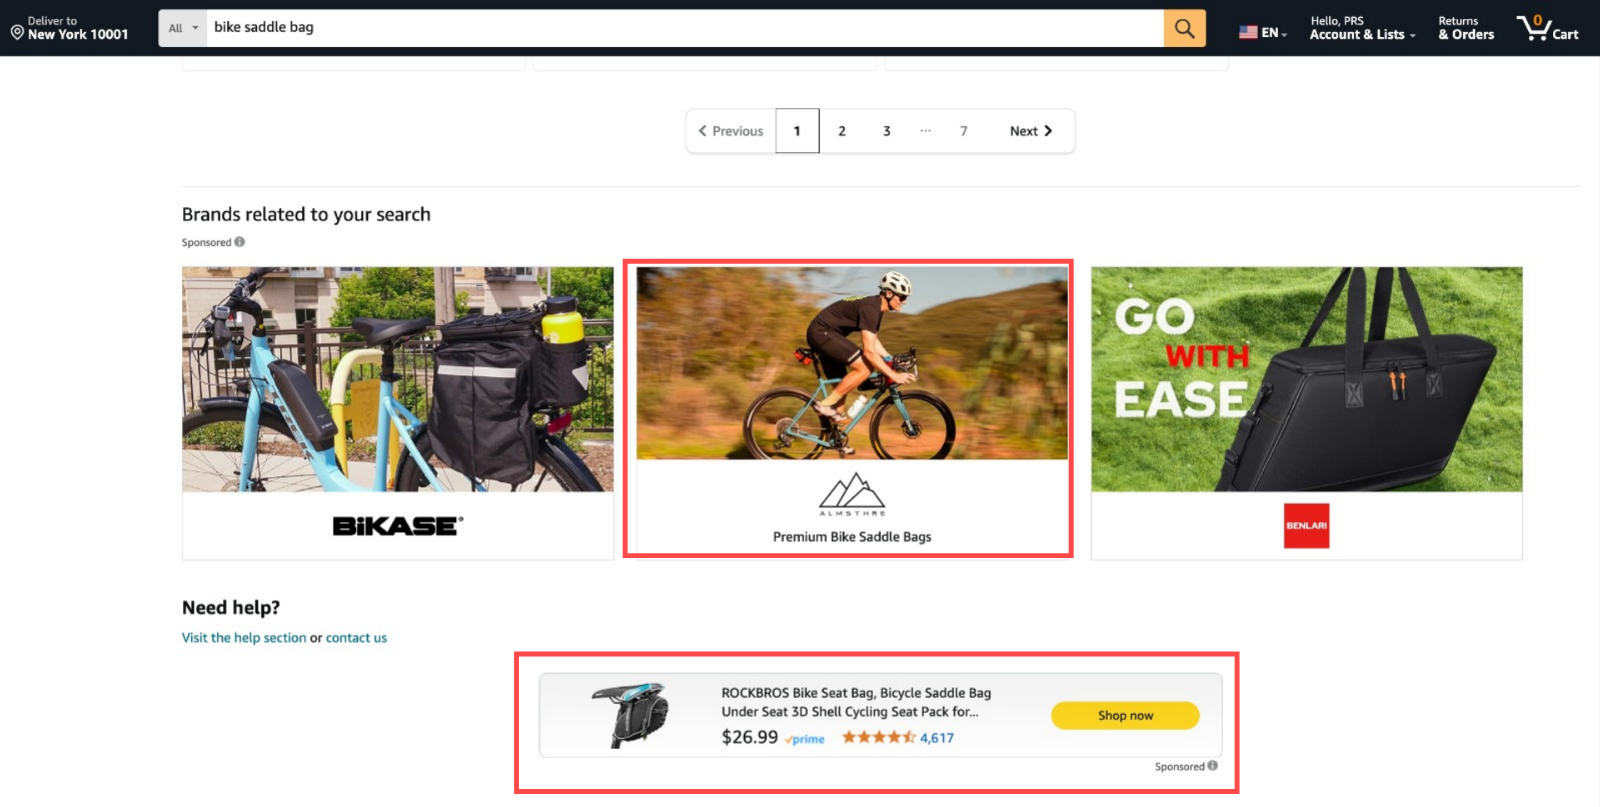 Deliver to
New York 10001
All
bike saddle bag
EN
Hello, PRS
Account & Lists
Returns
& Orders
0
Cart
Previous 1 2 3 ... 7 Next
Brands related to your search
Sponsored
GO
WITH
EASE
BiKASE®
ALMSTHRE
Premium Bike Saddle Bags
BENLARI
Need help?
Visit the help section or contact us
ROCKBROS Bike Seat Bag, Bicycle Saddle Bag
Under Seat 3D Shell Cycling Seat Pack for...
$26.99 prime 4,617
Shop now
Sponsored